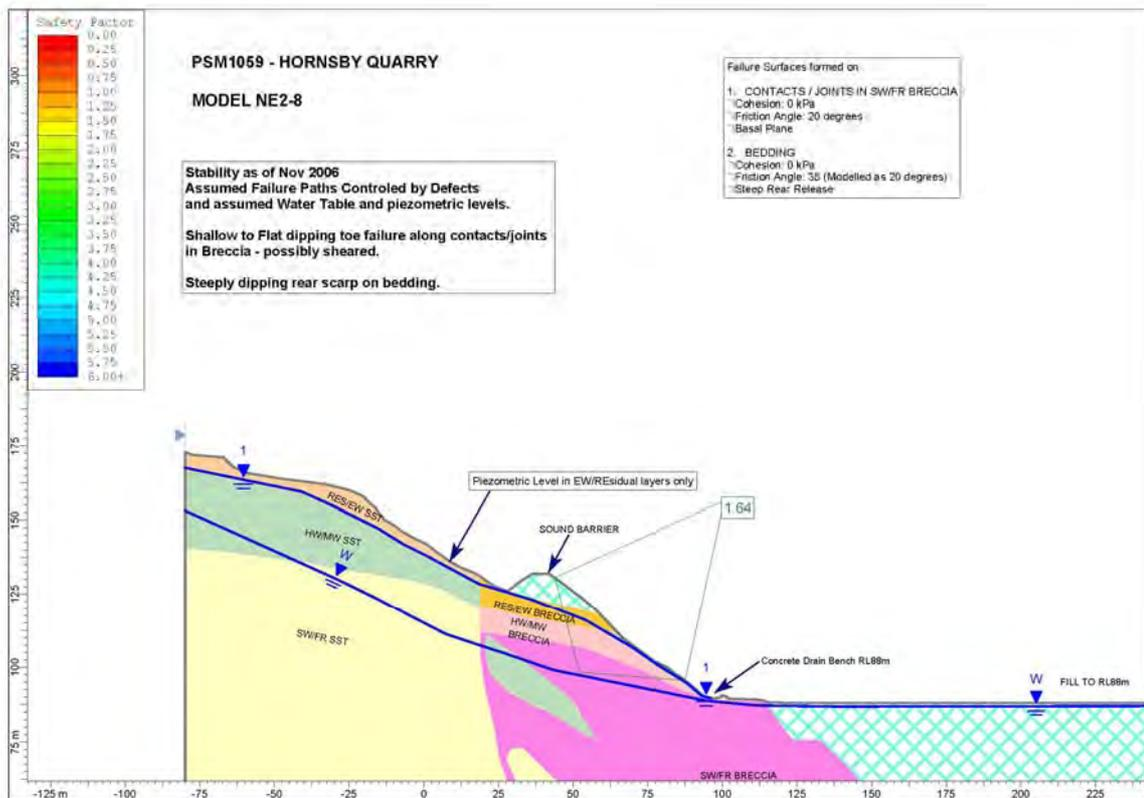 Safety Factor
0.00
0.25
0.50
0.75
1.00
1.25
1.50
1.75
2.00
2.25
2.50
2.75
3.00
3.25
3.50
3.75
4.00
4.25
4.50
4.75
5.00
5.25
5.50
5.75
6.00+
PSM1059 - HORNSBY QUARRY
MODEL NE2-8
Stability as of Nov 2006
Assumed Failure Paths Controled by Defects
and assumed Water Table and piezometric levels.
Shallow to Flat dipping toe failure along contacts/joints
in Breccia - possibly sheared.
Steeply dipping rear scarp on bedding.
Failure Surfaces formed on
1. CONTACTS / JOINTS IN SW/FR BRECCIA
Cohesion: 0 kPa
Friction Angle: 20 degrees
Basal Plane
2. BEDDING
Cohesion: 0 kPa
Friction Angle: 38 (Modelled as 20 degrees)
Steep Rear Release
300
275
250
225
200
175
150
125
100
75 m
1
Piezometric Level in EW/REsidual layers only
1.64
RES/EW SST
SOUND BARRIER
HW/MW SST
W
RES/EW BRECCIA
HW/MW
BRECCIA
SW/FR SST
Concrete Drain Bench RL88m
1
W
FILL TO RL88m
SW/FR BRECCIA
-125 m
-100
-75
-50
-25
0
25
50
75
100
125
150
175
200
225